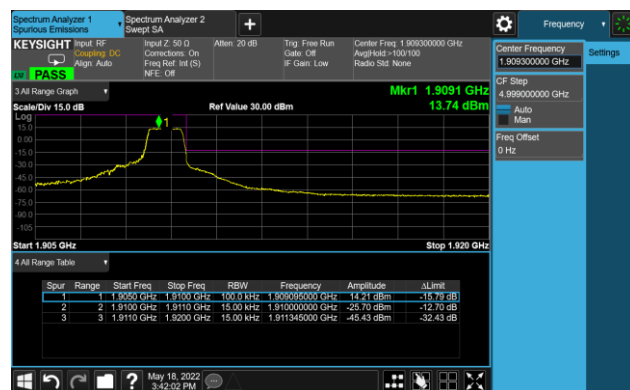 Spectrum Analyzer 1
Spurious Emissions
Spectrum Analyzer 2
Swept SA
Frequency
KEYSIGHT
Input: RF
Coupling: DC
Align: Auto
Input Z: 50 Ω
Corrections: On
Freq Ref: Int (S)
NFE: Off
Atten: 20 dB
Trig: Free Run
Gate: Off
IF Gain: Low
Center Freq: 1.909300000 GHz
Avg|Hold:>100/100
Radio Std: None
PASS
Center Frequency
1.909300000 GHz
Settings
CF Step
4.999000000 GHz
Auto
Man
Freq Offset
0 Hz
3 All Range Graph
Mkr1 1.9091 GHz
13.74 dBm
Scale/Div 15.0 dB
Ref Value 30.00 dBm
Log
1
15.0
0.00
-15.0
-30.0
-45.0
-60.0
-75.0
-90.0
-105
Start 1.905 GHz
Stop 1.920 GHz
4 All Range Table
Spur Range Start Freq Stop Freq RBW Frequency Amplitude ΔLimit
1 1 1.9050 GHz 1.9100 GHz 100.0 kHz 1.909095000 GHz 14.21 dBm -15.79 dB
2 2 1.9100 GHz 1.9110 GHz 15.00 kHz 1.910000000 GHz -25.70 dBm -12.70 dB
3 3 1.9110 GHz 1.9200 GHz 15.00 kHz 1.911345000 GHz -45.43 dBm -32.43 dB
?
May 18, 2022
3:42:02 PM